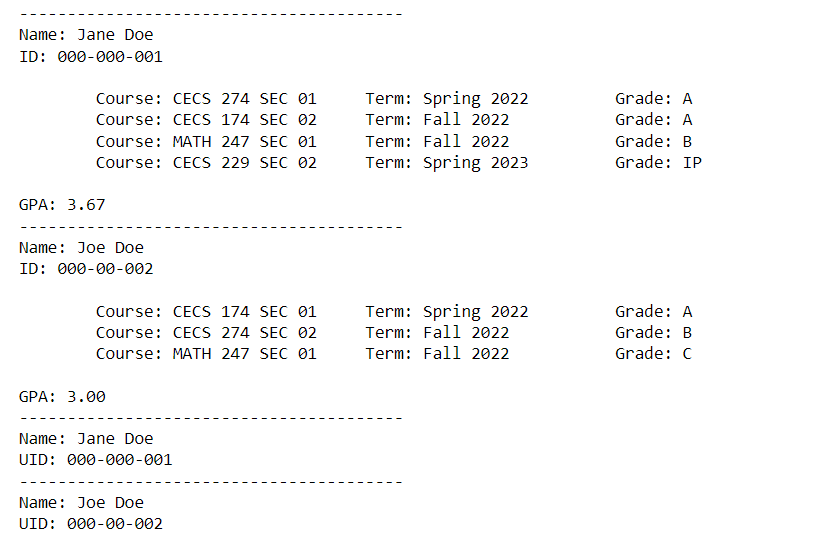 ----------------------------------------
Name: Jane Doe
ID: 000-000-001
Course: CECS 274 SEC 01     Term: Spring 2022         Grade: A
Course: CECS 174 SEC 02     Term: Fall 2022           Grade: A
Course: MATH 247 SEC 01     Term: Fall 2022           Grade: B
Course: CECS 229 SEC 02     Term: Spring 2023         Grade: IP
GPA: 3.67
----------------------------------------
Name: Joe Doe
ID: 000-00-002
Course: CECS 174 SEC 01     Term: Spring 2022         Grade: A
Course: CECS 274 SEC 02     Term: Fall 2022           Grade: B
Course: MATH 247 SEC 01     Term: Fall 2022           Grade: C
GPA: 3.00
----------------------------------------
Name: Jane Doe
UID: 000-000-001
----------------------------------------
Name: Joe Doe
UID: 000-00-002